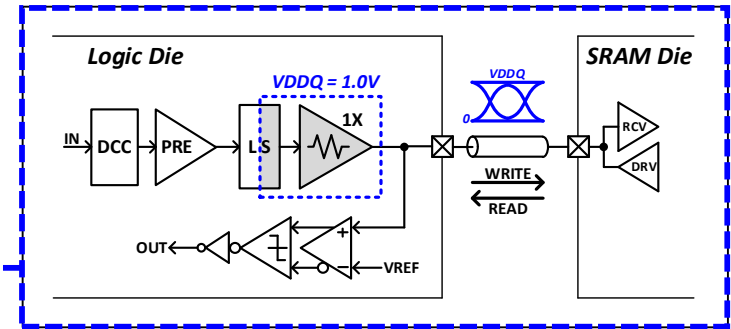 Logic Die
SRAM Die
VDDQ = 1.0V
VDDQ
0
IN
DCC
PRE
LS
1X
RCV
DRV
WRITE
READ
OUT
+
−
VREF